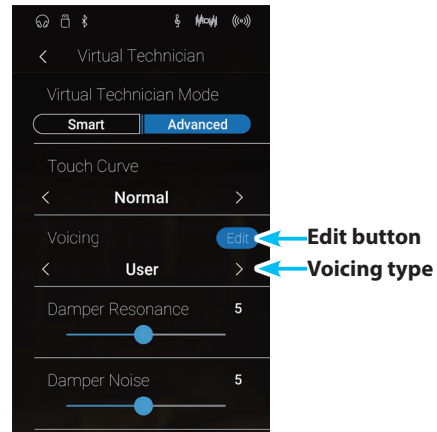 Virtual Technician
Virtual Technician Mode
Smart Advanced
Touch Curve
Normal
Voicing Edit Edit button
User Voicing type
Damper Resonance 5
Damper Noise 5